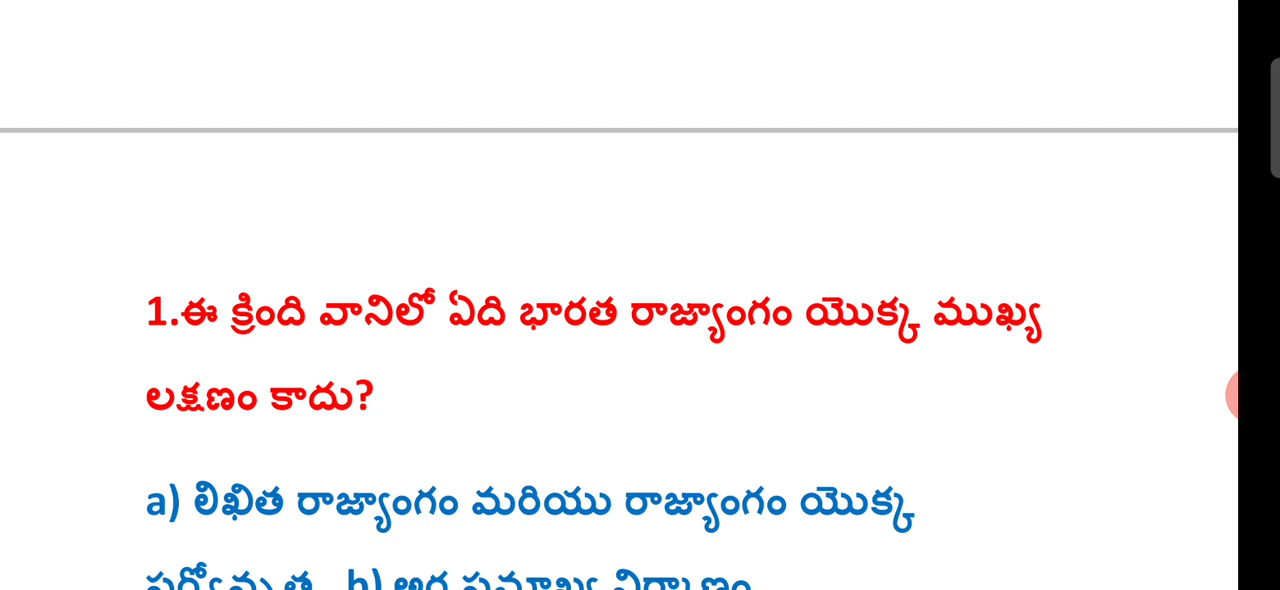 1.ఈ క్రింది వానిలో ఏది భారత రాజ్యాంగం యొక్క ముఖ్య
లక్షణం కాదు?
a) లిఖిత రాజ్యాంగం మరియు రాజ్యాంగం యొక్క
b)